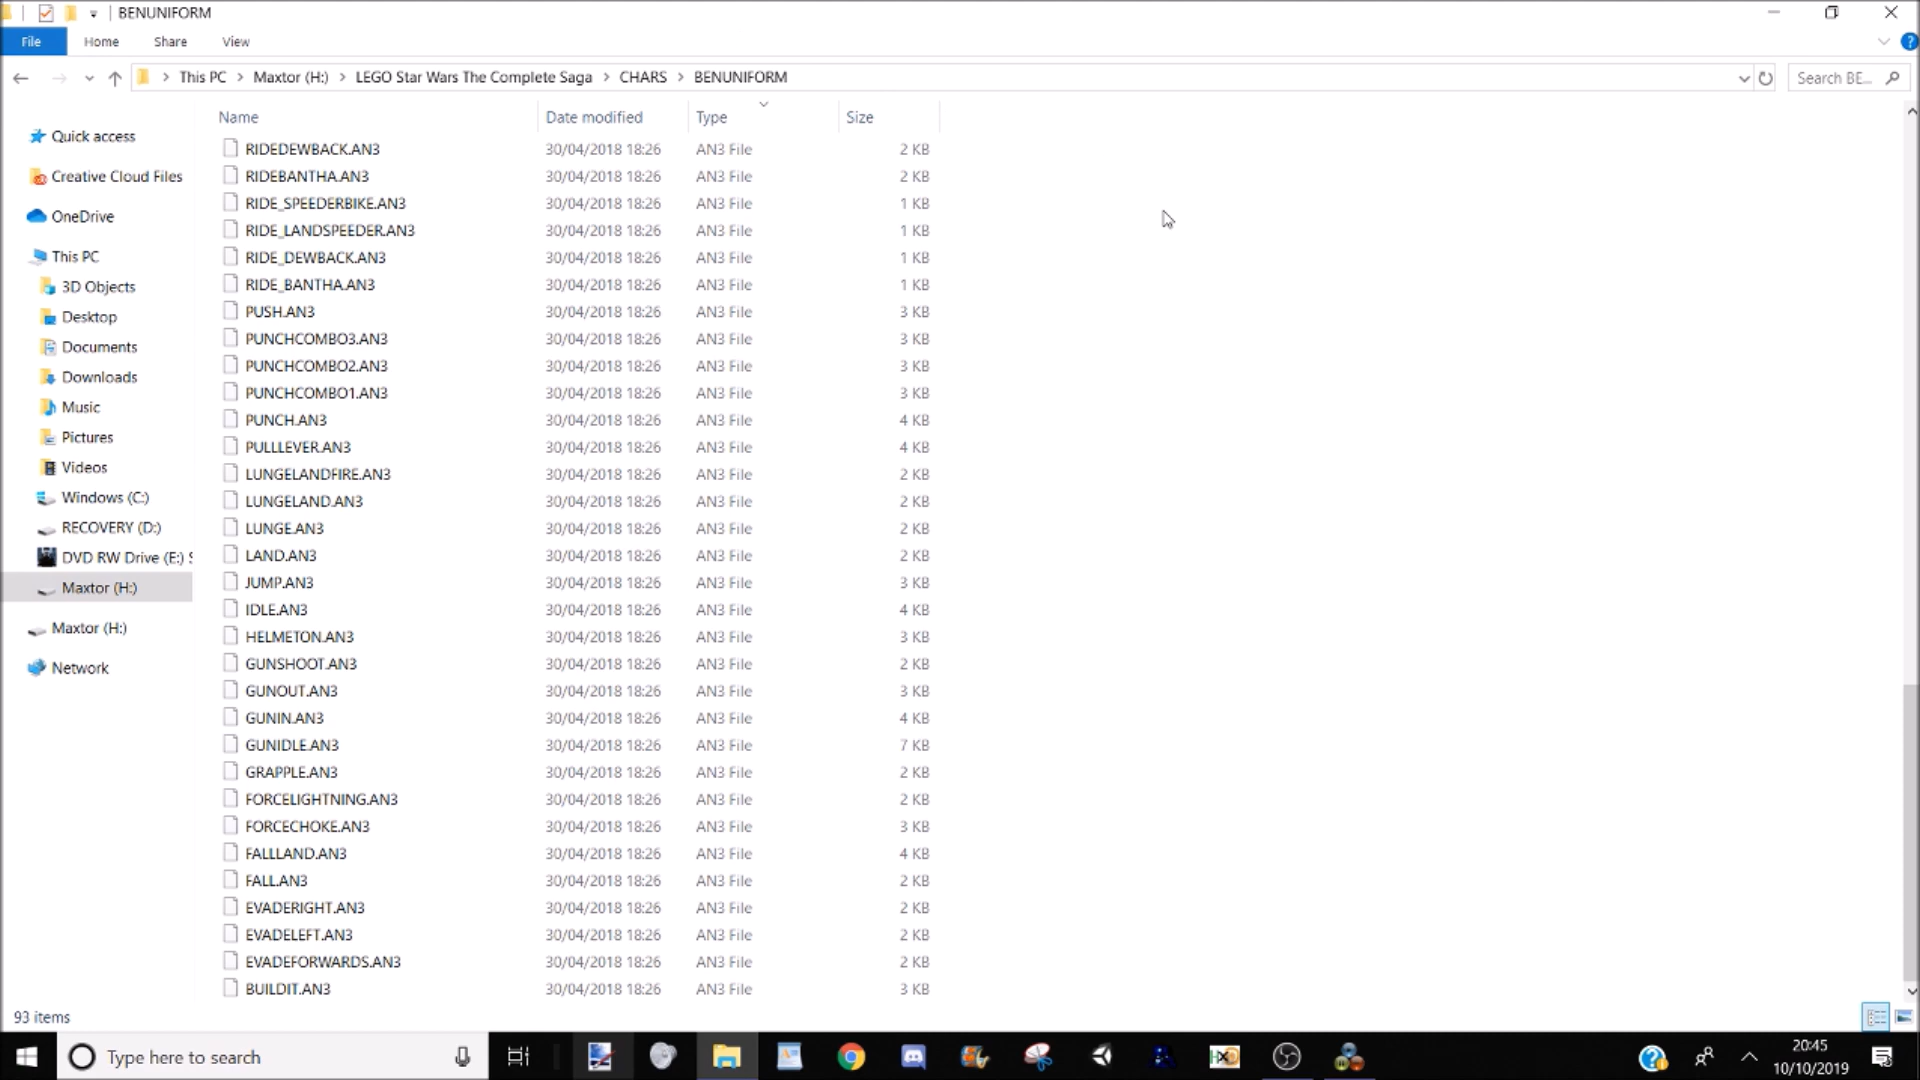 BENUNIFORM
File Home Share View
This PC > Maxtor (H:) > LEGO Star Wars The Complete Saga > CHARS > BENUNIFORM
Search BE...
Name Date modified Type Size
Quick access
Creative Cloud Files
OneDrive
This PC
3D Objects
Desktop
Documents
Downloads
Music
Pictures
Videos
Windows (C:)
RECOVERY (D:)
DVD RW Drive (E:) S
Maxtor (H:)
Maxtor (H:)
Network
RIDEDEWBACK.AN3 30/04/2018 18:26 AN3 File 2 KB
RIDEBANTHA.AN3 30/04/2018 18:26 AN3 File 2 KB
RIDE_SPEEDERBIKE.AN3 30/04/2018 18:26 AN3 File 1 KB
RIDE_LANDSPEEDER.AN3 30/04/2018 18:26 AN3 File 1 KB
RIDE_DEWBACK.AN3 30/04/2018 18:26 AN3 File 1 KB
RIDE_BANTHA.AN3 30/04/2018 18:26 AN3 File 1 KB
PUSH.AN3 30/04/2018 18:26 AN3 File 3 KB
PUNCHCOMBO3.AN3 30/04/2018 18:26 AN3 File 3 KB
PUNCHCOMBO2.AN3 30/04/2018 18:26 AN3 File 3 KB
PUNCHCOMBO1.AN3 30/04/2018 18:26 AN3 File 3 KB
PUNCH.AN3 30/04/2018 18:26 AN3 File 4 KB
PULLLEVER.AN3 30/04/2018 18:26 AN3 File 4 KB
LUNGELANDFIRE.AN3 30/04/2018 18:26 AN3 File 2 KB
LUNGELAND.AN3 30/04/2018 18:26 AN3 File 2 KB
LUNGE.AN3 30/04/2018 18:26 AN3 File 2 KB
LAND.AN3 30/04/2018 18:26 AN3 File 2 KB
JUMP.AN3 30/04/2018 18:26 AN3 File 3 KB
IDLE.AN3 30/04/2018 18:26 AN3 File 4 KB
HELMETON.AN3 30/04/2018 18:26 AN3 File 3 KB
GUNSHOOT.AN3 30/04/2018 18:26 AN3 File 2 KB
GUNOUT.AN3 30/04/2018 18:26 AN3 File 3 KB
GUNIN.AN3 30/04/2018 18:26 AN3 File 4 KB
GUNIDLE.AN3 30/04/2018 18:26 AN3 File 7 KB
GRAPPLE.AN3 30/04/2018 18:26 AN3 File 2 KB
FORCELIGHTNING.AN3 30/04/2018 18:26 AN3 File 2 KB
FORCECHOKE.AN3 30/04/2018 18:26 AN3 File 3 KB
FALLLAND.AN3 30/04/2018 18:26 AN3 File 4 KB
FALL.AN3 30/04/2018 18:26 AN3 File 2 KB
EVADERIGHT.AN3 30/04/2018 18:26 AN3 File 2 KB
EVADELEFT.AN3 30/04/2018 18:26 AN3 File 2 KB
EVADEFORWARDS.AN3 30/04/2018 18:26 AN3 File 2 KB
BUILDIT.AN3 30/04/2018 18:26 AN3 File 3 KB
93 items
Type here to search
20:45
10/10/2019